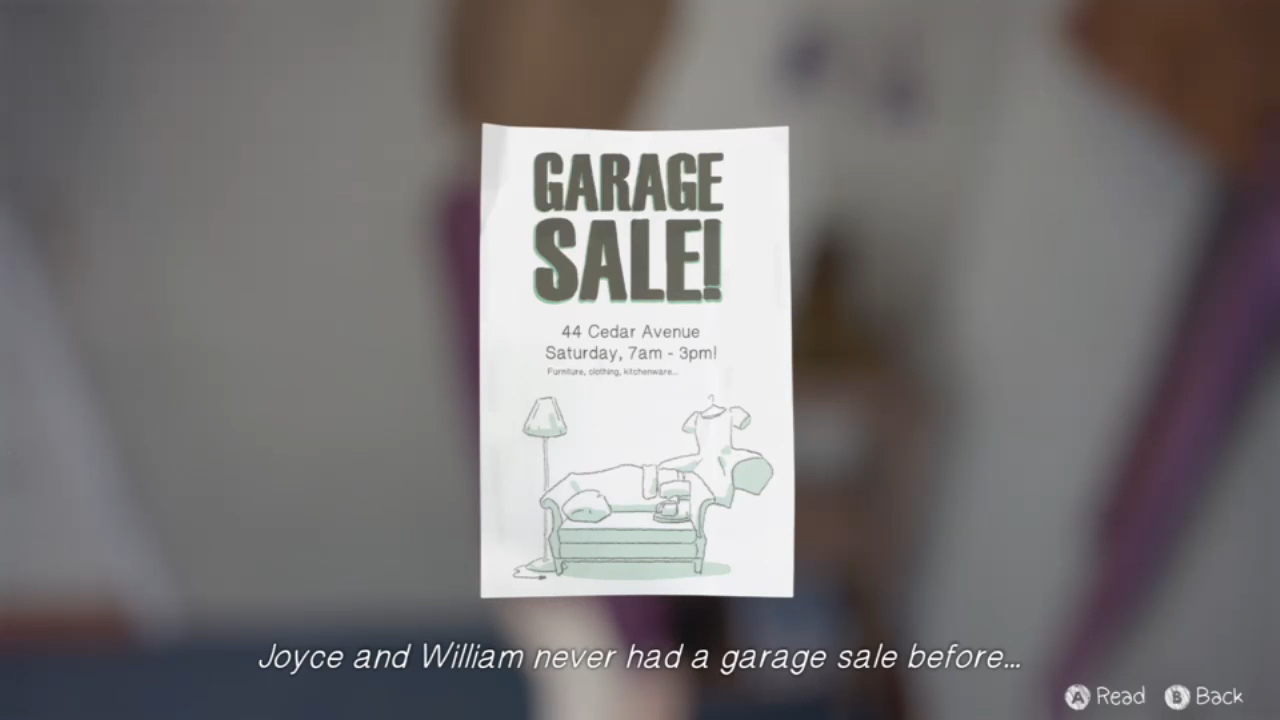 GARAGE
SALE!
44 Cedar Avenue
Saturday, 7am - 3pm!
Furniture, clothing, kitchenware...
Joyce and William never had a garage sale before...
A Read B Back